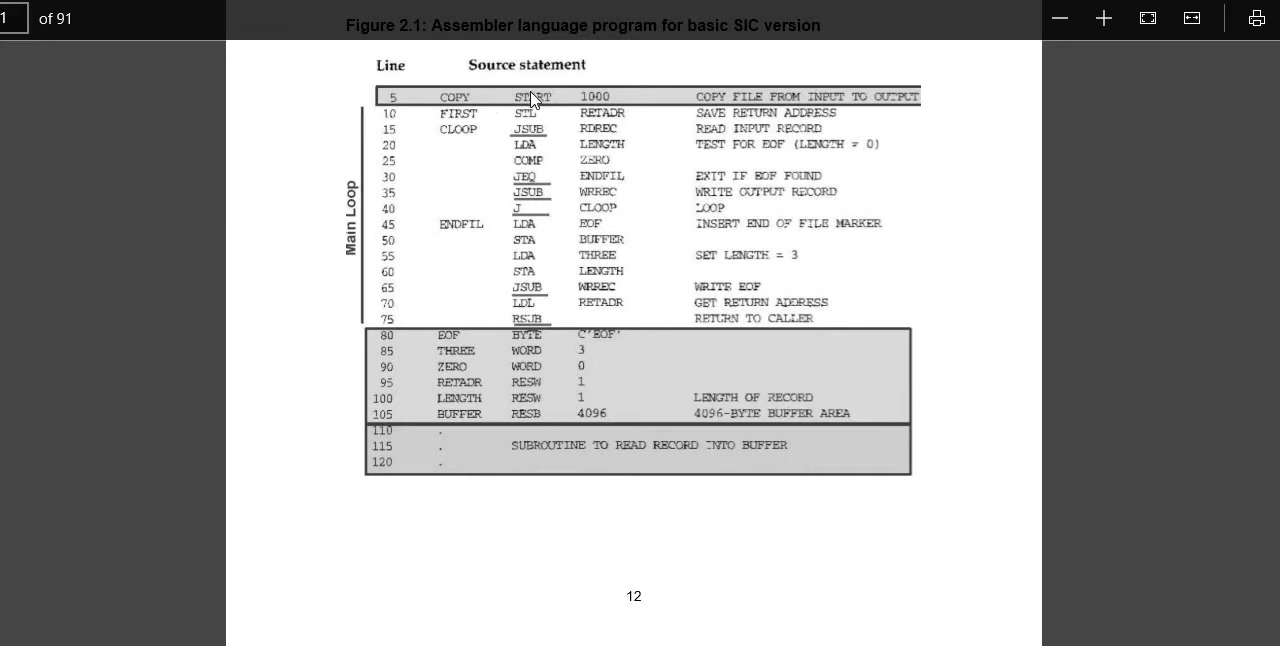 1 of 91
Figure 2.1: Assembler language program for basic SIC version
Line Source statement
5 COPY START 1000 COPY FILE FROM INPUT TO OUTPUT
10 FIRST STL RETADR SAVE RETURN ADDRESS
15 CLOOP JSUB RDREC READ INPUT RECORD
20 LDA LENGTH TEST FOR EOF (LENGTH = 0)
25 COMP ZERO
30 JEQ ENDFIL EXIT IF EOF FOUND
35 JSUB WRREC WRITE OUTPUT RECORD
40 J CLOOP LOOP
45 ENDFIL LDA EOF INSERT END OF FILE MARKER
50 STA BUFFER
55 LDA THREE SET LENGTH = 3
60 STA LENGTH
65 JSUB WRREC WRITE EOF
70 LDL RETADR GET RETURN ADDRESS
75 RSUB RETURN TO CALLER
Main Loop
80 EOF BYTE C'EOF'
85 THREE WORD 3
90 ZERO WORD 0
95 RETADR RESW 1
100 LENGTH RESW 1 LENGTH OF RECORD
105 BUFFER RESB 4096 4096-BYTE BUFFER AREA
110 .
115 . SUBROUTINE TO READ RECORD INTO BUFFER
120 .
12